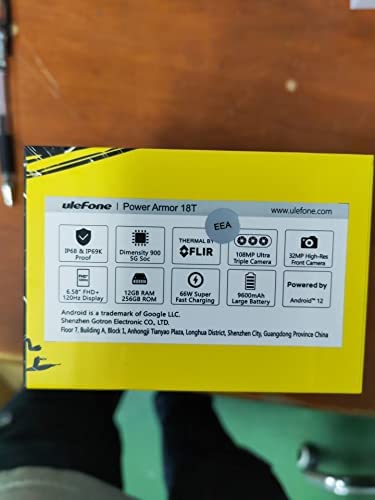 ulefone | Power Armor 18T
www.ulefone.com
EEA
IP68 & IP69K
Proof
Dimensity 900
5G Soc
THERMAL BY
FLIR
108MP Ultra
Triple Camera
32MP High-Res
Front Camera
FHD+
6.58" FHD+
120Hz Display
12GB RAM
256GB ROM
66W Super
Fast Charging
9600mAh
Large Battery
Powered by
Android™ 12
Android is a trademark of Google LLC.
Shenzhen Gotron Electronic CO., LTD.
Floor 7, Building A, Block 1, Anhongji Tianyao Plaza, Longhua District, Shenzhen City, Guangdong Province China